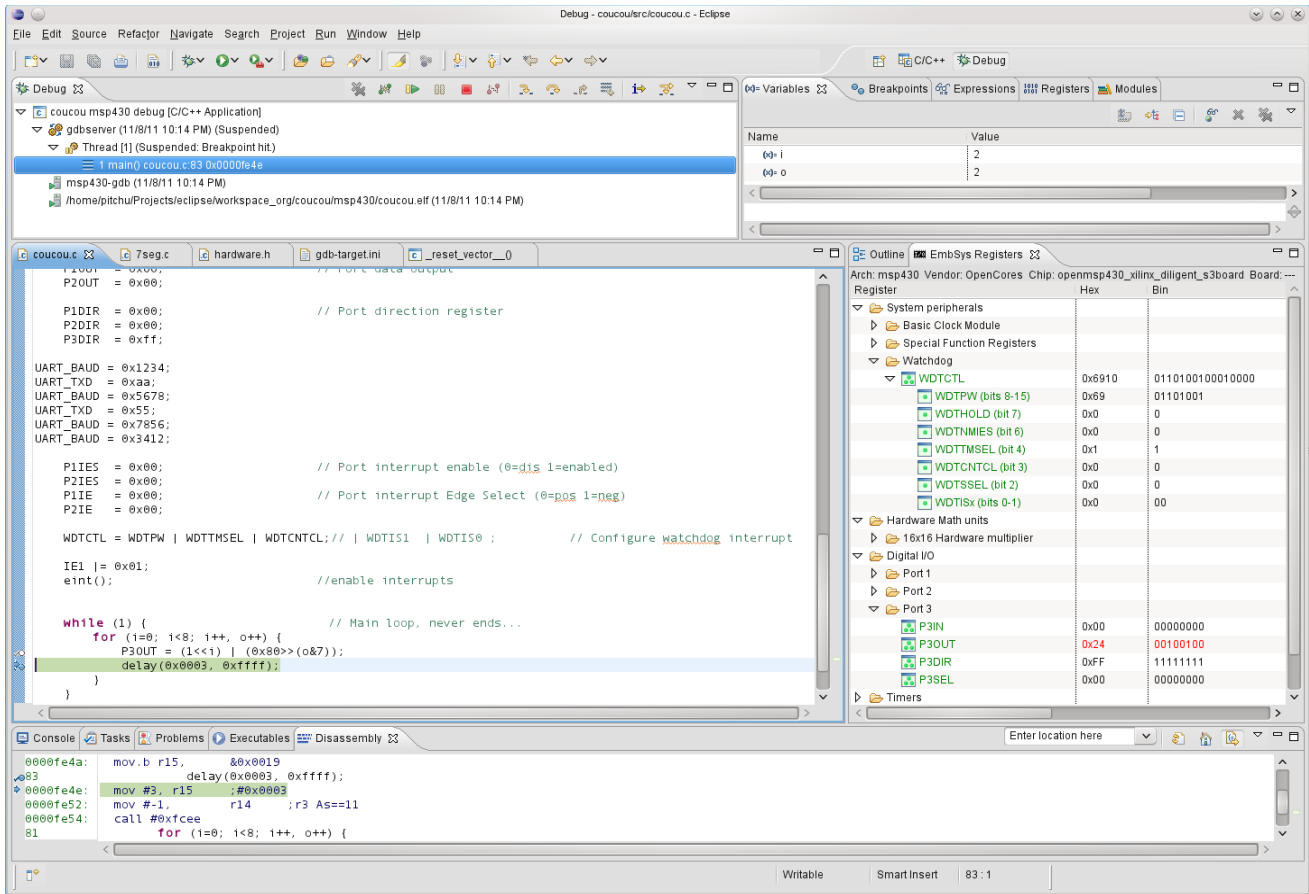 Debug - coucou/src/coucou.c - Eclipse
File Edit Source Refactor Navigate Search Project Run Window Help
C/C++ Debug
Debug
coucou msp430 debug [C/C++ Application]
gdbserver (11/8/11 10:14 PM) (Suspended)
Thread [1] (Suspended: Breakpoint hit.)
1 main() coucou.c:83 0x0000fe4e
msp430-gdb (11/8/11 10:14 PM)
/home/pitchu/Projects/eclipse/workspace_org/coucou/msp430/coucou.elf (11/8/11 10:14 PM)
(x)= Variables Breakpoints Expressions Registers Modules
Name Value
(x)= i 2
(x)= o 2
coucou.c 7seg.c hardware.h gdb-target.ini _reset_vector__()
P1OUT = 0x00; // Port data output
P2OUT = 0x00;
P1DIR = 0x00; // Port direction register
P2DIR = 0x00;
P3DIR = 0xff;
UART_BAUD = 0x1234;
UART_TXD = 0xaa;
UART_BAUD = 0x5678;
UART_TXD = 0x55;
UART_BAUD = 0x7856;
UART_BAUD = 0x3412;
P1IES = 0x00; // Port interrupt enable (0=dis 1=enabled)
P2IES = 0x00;
P1IE = 0x00; // Port interrupt Edge Select (0=pos 1=neg)
P2IE = 0x00;
WDTCTL = WDTPW | WDTTMSEL | WDTCNTCL;// | WDTIS1 | WDTIS0 ; // Configure watchdog interrupt
IE1 |= 0x01;
eint(); //enable interrupts
while (1) { // Main loop, never ends...
for (i=0; i<8; i++, o++) {
P3OUT = (1<<i) | (0x80>>(o&7));
delay(0x0003, 0xffff);
}
}
Outline EmbSys Registers
Arch: msp430 Vendor: OpenCores Chip: openmsp430_xilinx_diligent_s3board Board: ---
Register Hex Bin
System peripherals
Basic Clock Module
Special Function Registers
Watchdog
WDTCTL 0x6910 0110100100010000
WDTPW (bits 8-15) 0x69 01101001
WDTHOLD (bit 7) 0x0 0
WDTNMIES (bit 6) 0x0 0
WDTTMSEL (bit 4) 0x1 1
WDTCNTCL (bit 3) 0x0 0
WDTSSEL (bit 2) 0x0 0
WDTISx (bits 0-1) 0x0 00
Hardware Math units
16x16 Hardware multiplier
Digital I/O
Port 1
Port 2
Port 3
P3IN 0x00 00000000
P3OUT 0x24 00100100
P3DIR 0xFF 11111111
P3SEL 0x00 00000000
Timers
Console Tasks Problems Executables Disassembly
Enter location here
0000fe4a: mov.b r15, &0x0019
83 delay(0x0003, 0xffff);
0000fe4e: mov #3, r15 ;#0x0003
0000fe52: mov #-1, r14 ;r3 As==11
0000fe54: call #0xfcee
81 for (i=0; i<8; i++, o++) {
Writable Smart Insert 83 : 1